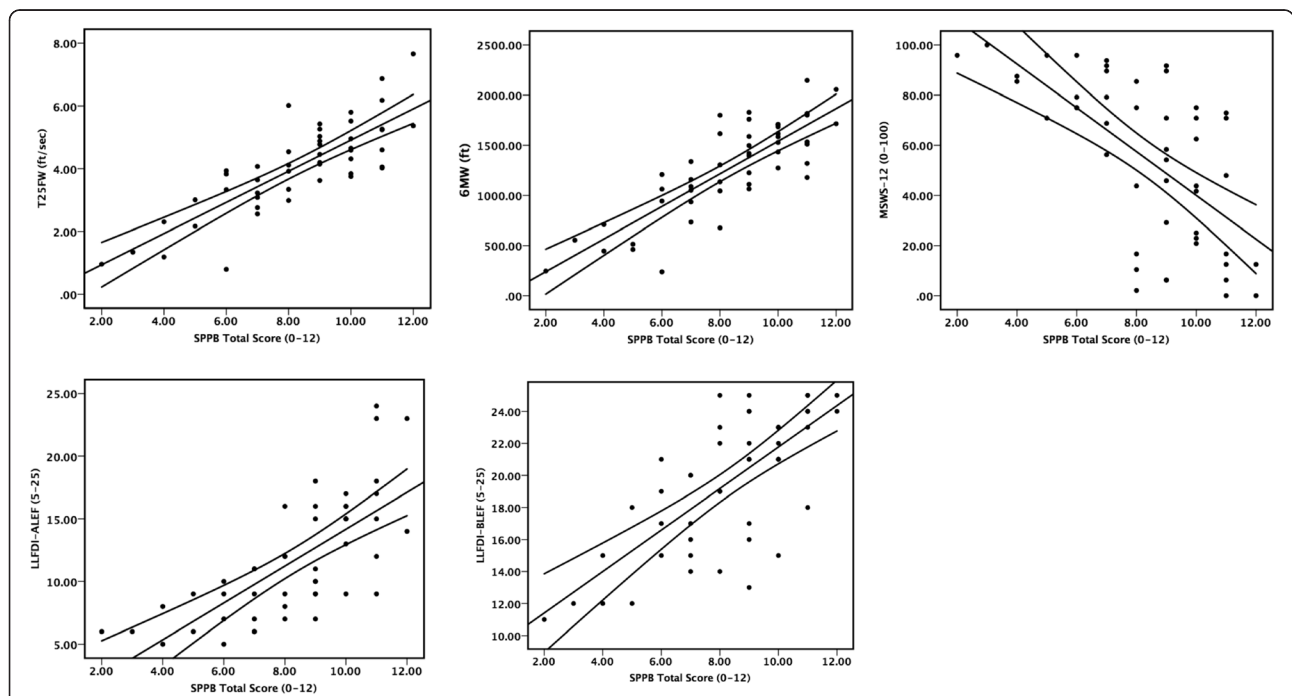 T25FW (ft/sec)
8.00
6.00
4.00
2.00
.00
2.00 4.00 6.00 8.00 10.00 12.00
SPPB Total Score (0-12)
6MW (ft)
2500.00
2000.00
1500.00
1000.00
500.00
.00
2.00 4.00 6.00 8.00 10.00 12.00
SPPB Total Score (0-12)
MSWS-12 (0-100)
100.00
80.00
60.00
40.00
20.00
.00
2.00 4.00 6.00 8.00 10.00 12.00
SPPB Total Score (0-12)
LLFDI-ALEF (5-25)
25.00
20.00
15.00
10.00
5.00
2.00 4.00 6.00 8.00 10.00 12.00
SPPB Total Score (0-12)
LLFDI-BLEF (5-25)
24.00
22.00
20.00
18.00
16.00
14.00
12.00
10.00
2.00 4.00 6.00 8.00 10.00 12.00
SPPB Total Score (0-12)